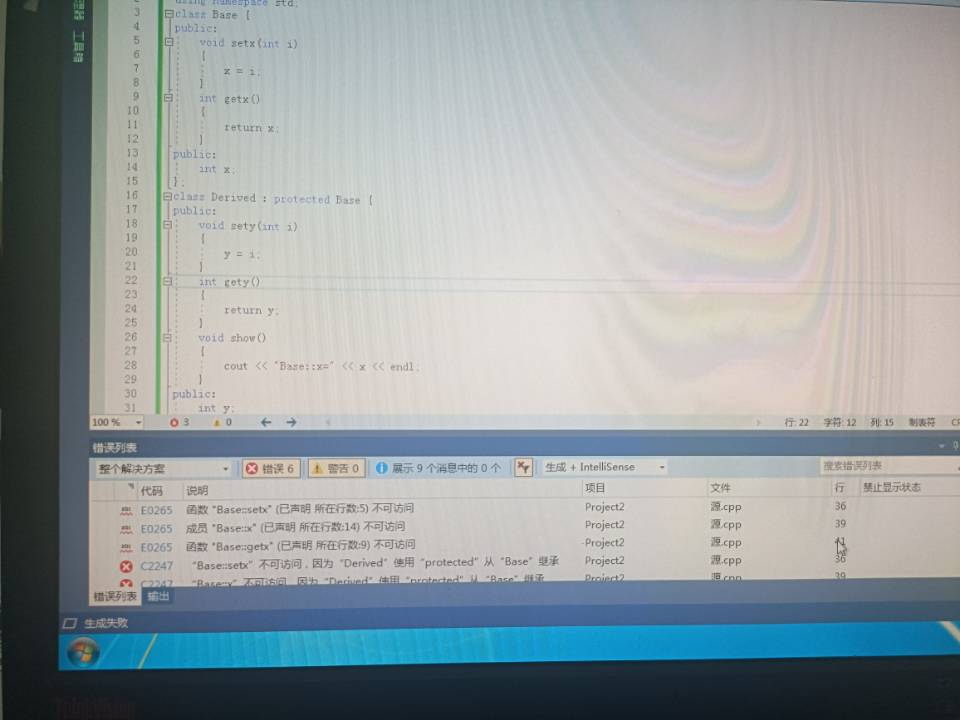 using namespace std;
3 class Base {
4 public:
5 void setx(int i)
6 {
7 x = i;
8 }
9 int getx()
10 {
11 return x;
12 }
13 public:
14 int x;
15 };
16 class Derived : protected Base {
17 public:
18 void sety(int i)
19 {
20 y = i;
21 }
22 int gety()
23 {
24 return y;
25 }
26 void show()
27 {
28 cout << "Base::x=" << x << endl;
29 }
30 public:
31 int y;
工具箱
100 % 3 0 行: 22 字符: 12 列: 15 制表符
错误列表
整个解决方案 错误 6 警告 0 展示 9 个消息中的 0 个 生成 + IntelliSense 搜索错误列表
代码 说明 项目 文件 行 禁止显示状态
E0265 函数 "Base::setx" (已声明 所在行数:5) 不可访问 Project2 源.cpp 36
E0265 成员 "Base::x" (已声明 所在行数:14) 不可访问 Project2 源.cpp 39
E0265 函数 "Base::getx" (已声明 所在行数:9) 不可访问 Project2 源.cpp
C2247 "Base::setx" 不可访问，因为 "Derived" 使用 "protected" 从 "Base" 继承 Project2 源.cpp 36
C2247 "Base::x" 不可访问，因为 "Derived" 使用 "protected" 从 "Base" 继承 Project2 源.cpp 39
错误列表 输出
生成失败